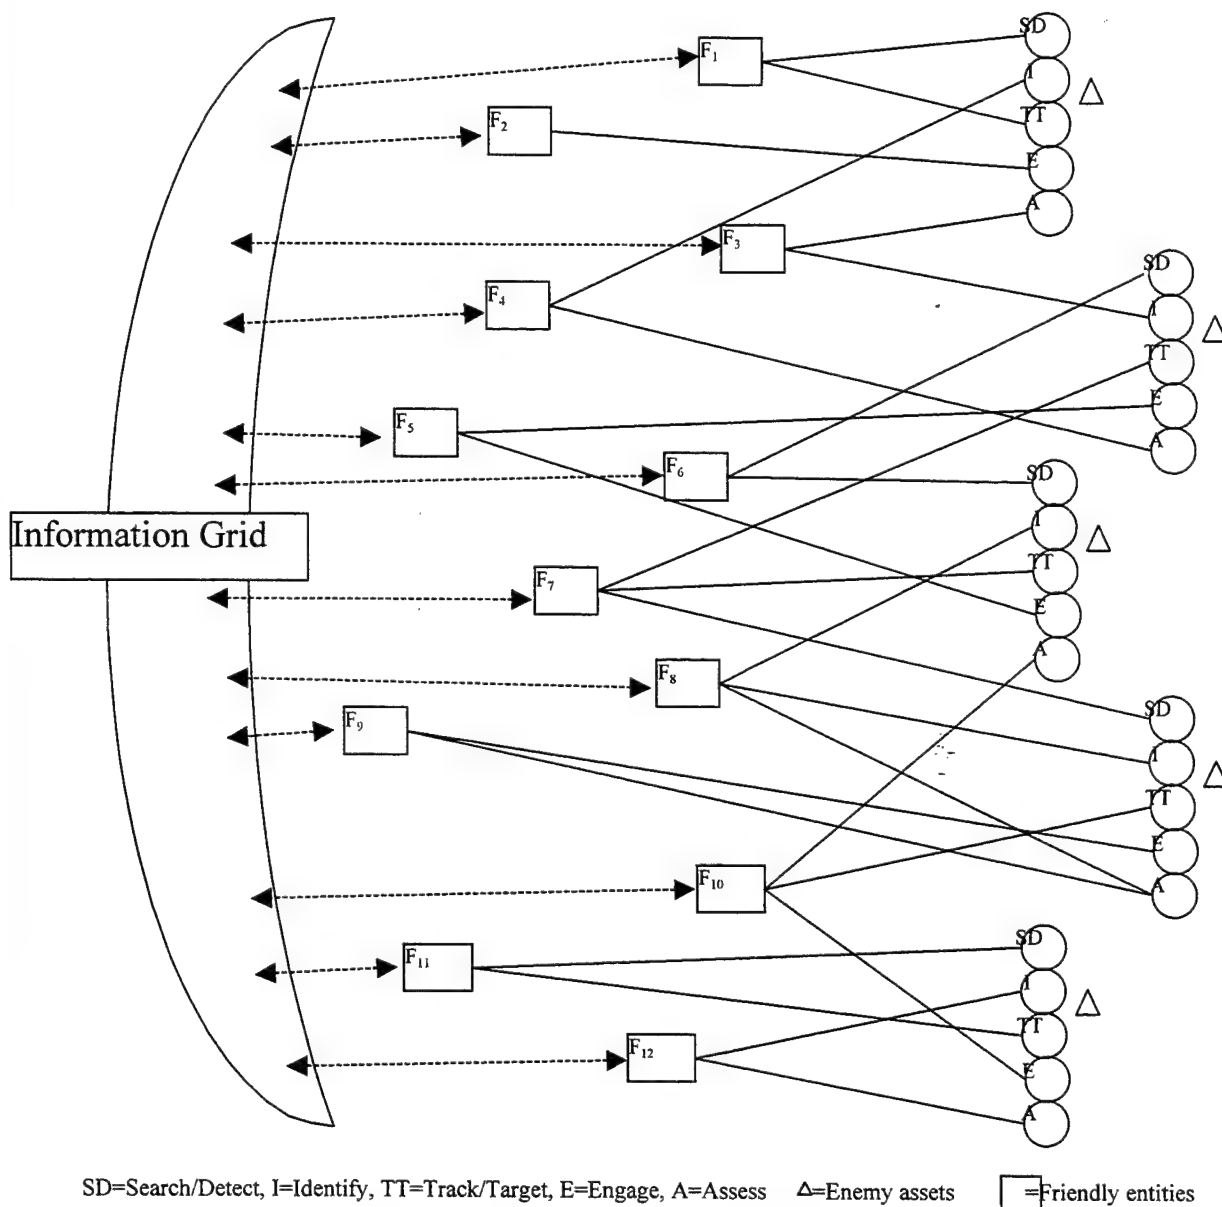 SD
F1
I
TT
F2
E
A
F3
SD
F4
I
TT
E
F5
A
F6
SD
I
Information Grid
TT
F7
E
A
F8
SD
F9
I
TT
E
F10
A
SD
F11
I
TT
F12
E
A
SD=Search/Detect, I=Identify, TT=Track/Target, E=Engage, A=Assess Δ=Enemy assets =Friendly entities